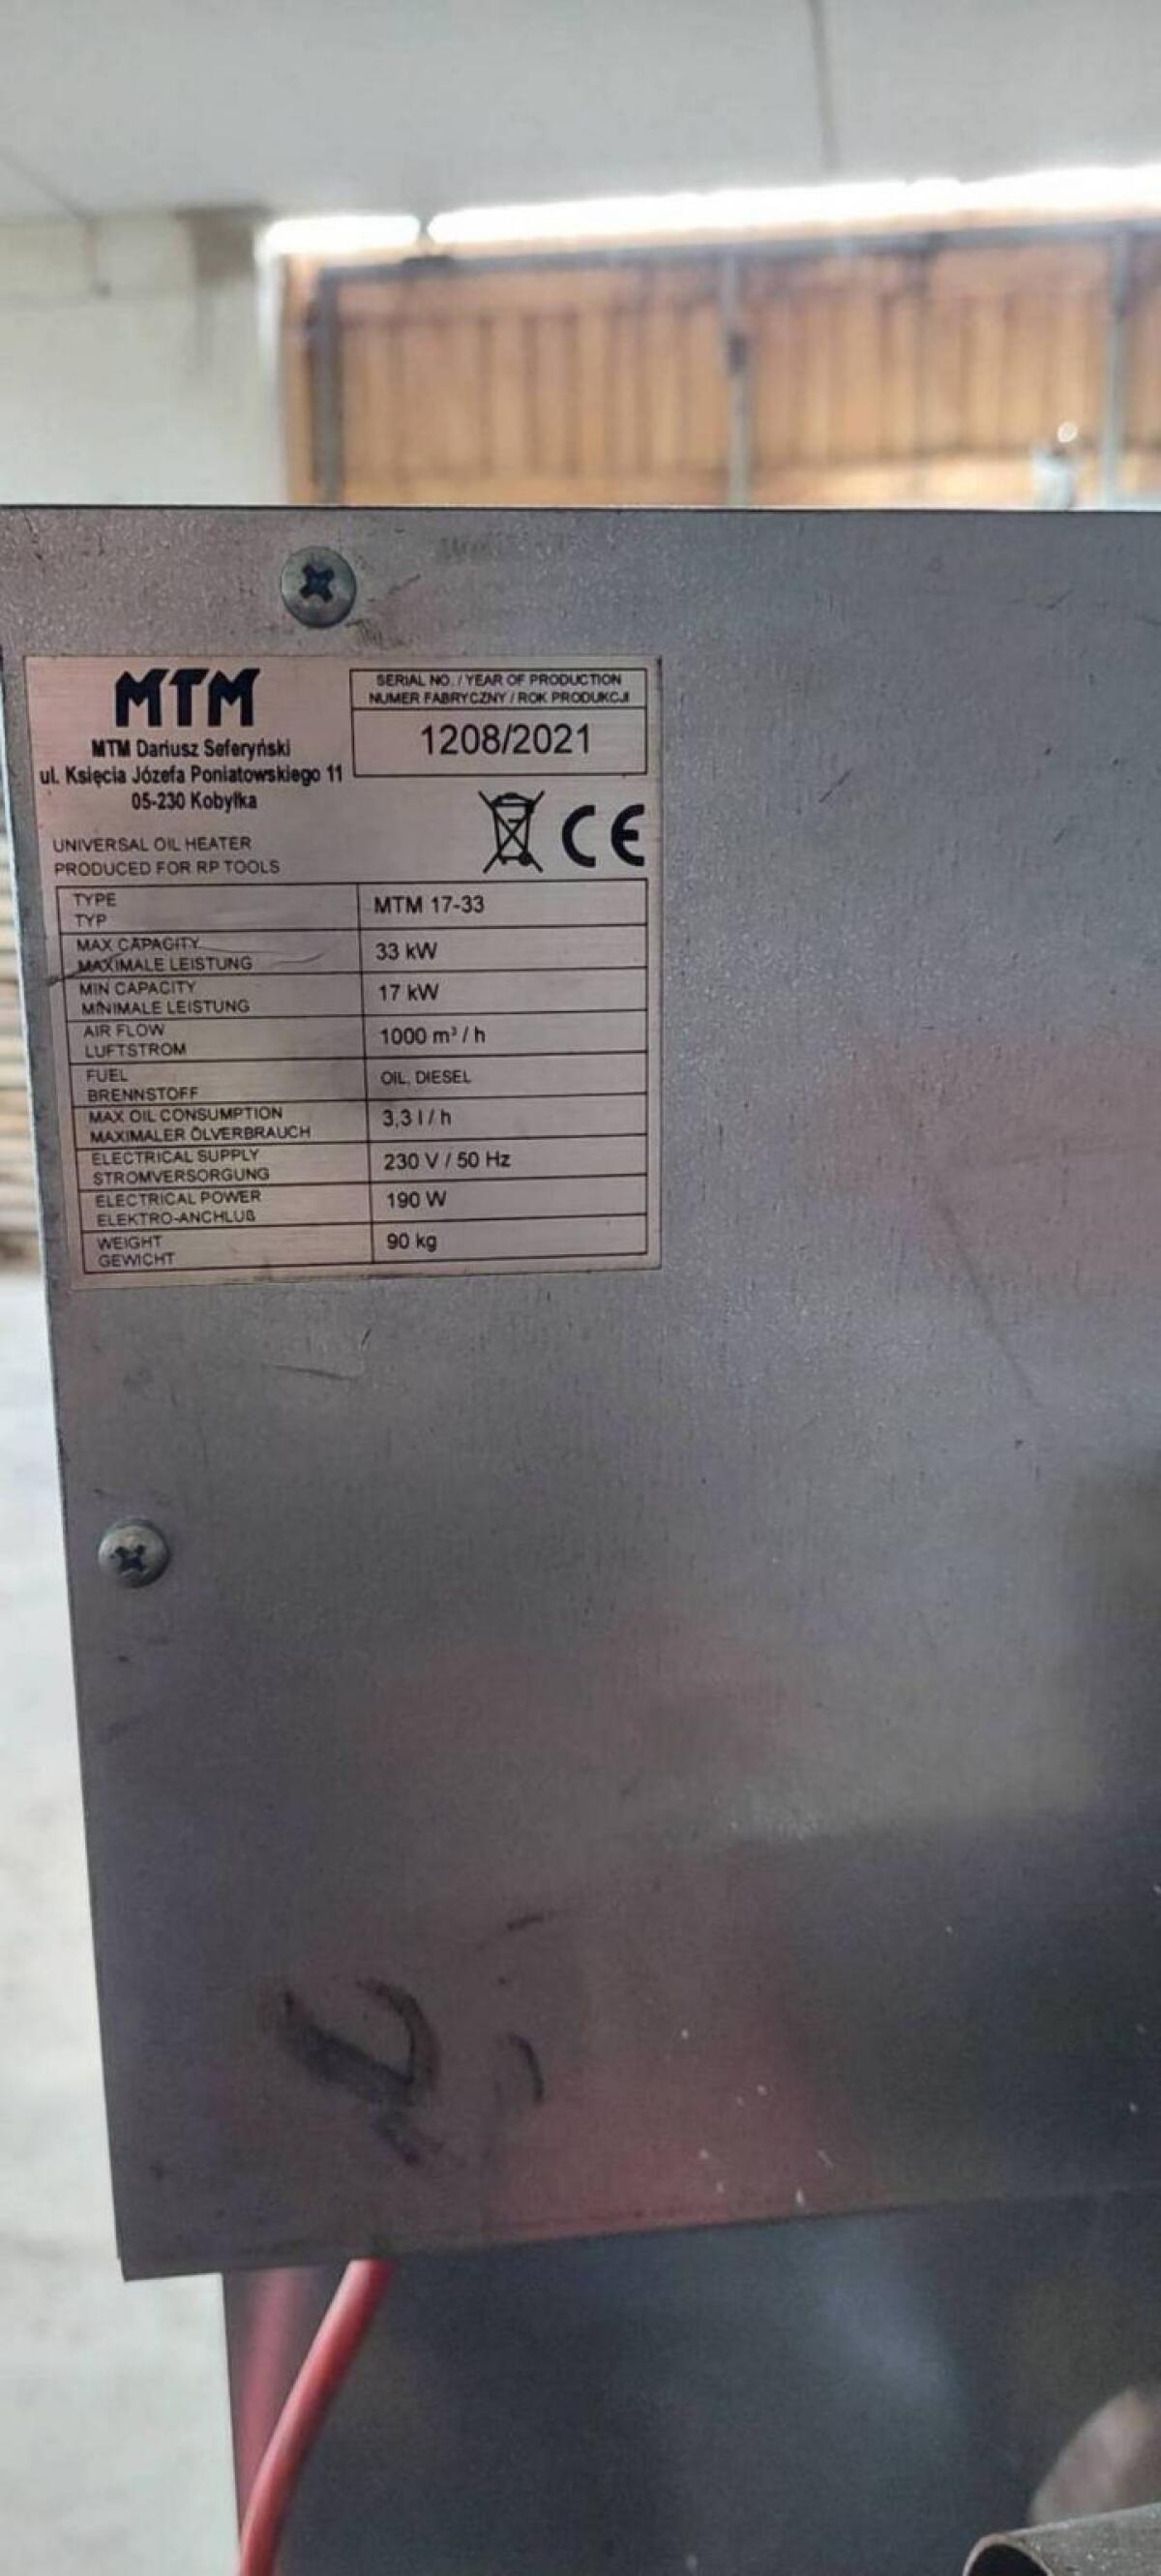 MTM
MTM Dariusz Seferyński
ul. Księcia Józefa Poniatowskiego 11
05-230 Kobyłka
SERIAL NO. / YEAR OF PRODUCTION
NUMER FABRYCZNY / ROK PRODUKCJI
1208/2021
CE
UNIVERSAL OIL HEATER
PRODUCED FOR RP TOOLS
TYPE
TYP
MTM 17-33
MAX CAPACITY
MAXIMALE LEISTUNG
33 kW
MIN CAPACITY
MINIMALE LEISTUNG
17 kW
AIR FLOW
LUFTSTROM
1000 m³ / h
FUEL
BRENNSTOFF
OIL, DIESEL
MAX OIL CONSUMPTION
MAXIMALER ÖLVERBRAUCH
3,3 l / h
ELECTRICAL SUPPLY
STROMVERSORGUNG
230 V / 50 Hz
ELECTRICAL POWER
ELEKTRO-ANCHLUß
190 W
WEIGHT
GEWICHT
90 kg